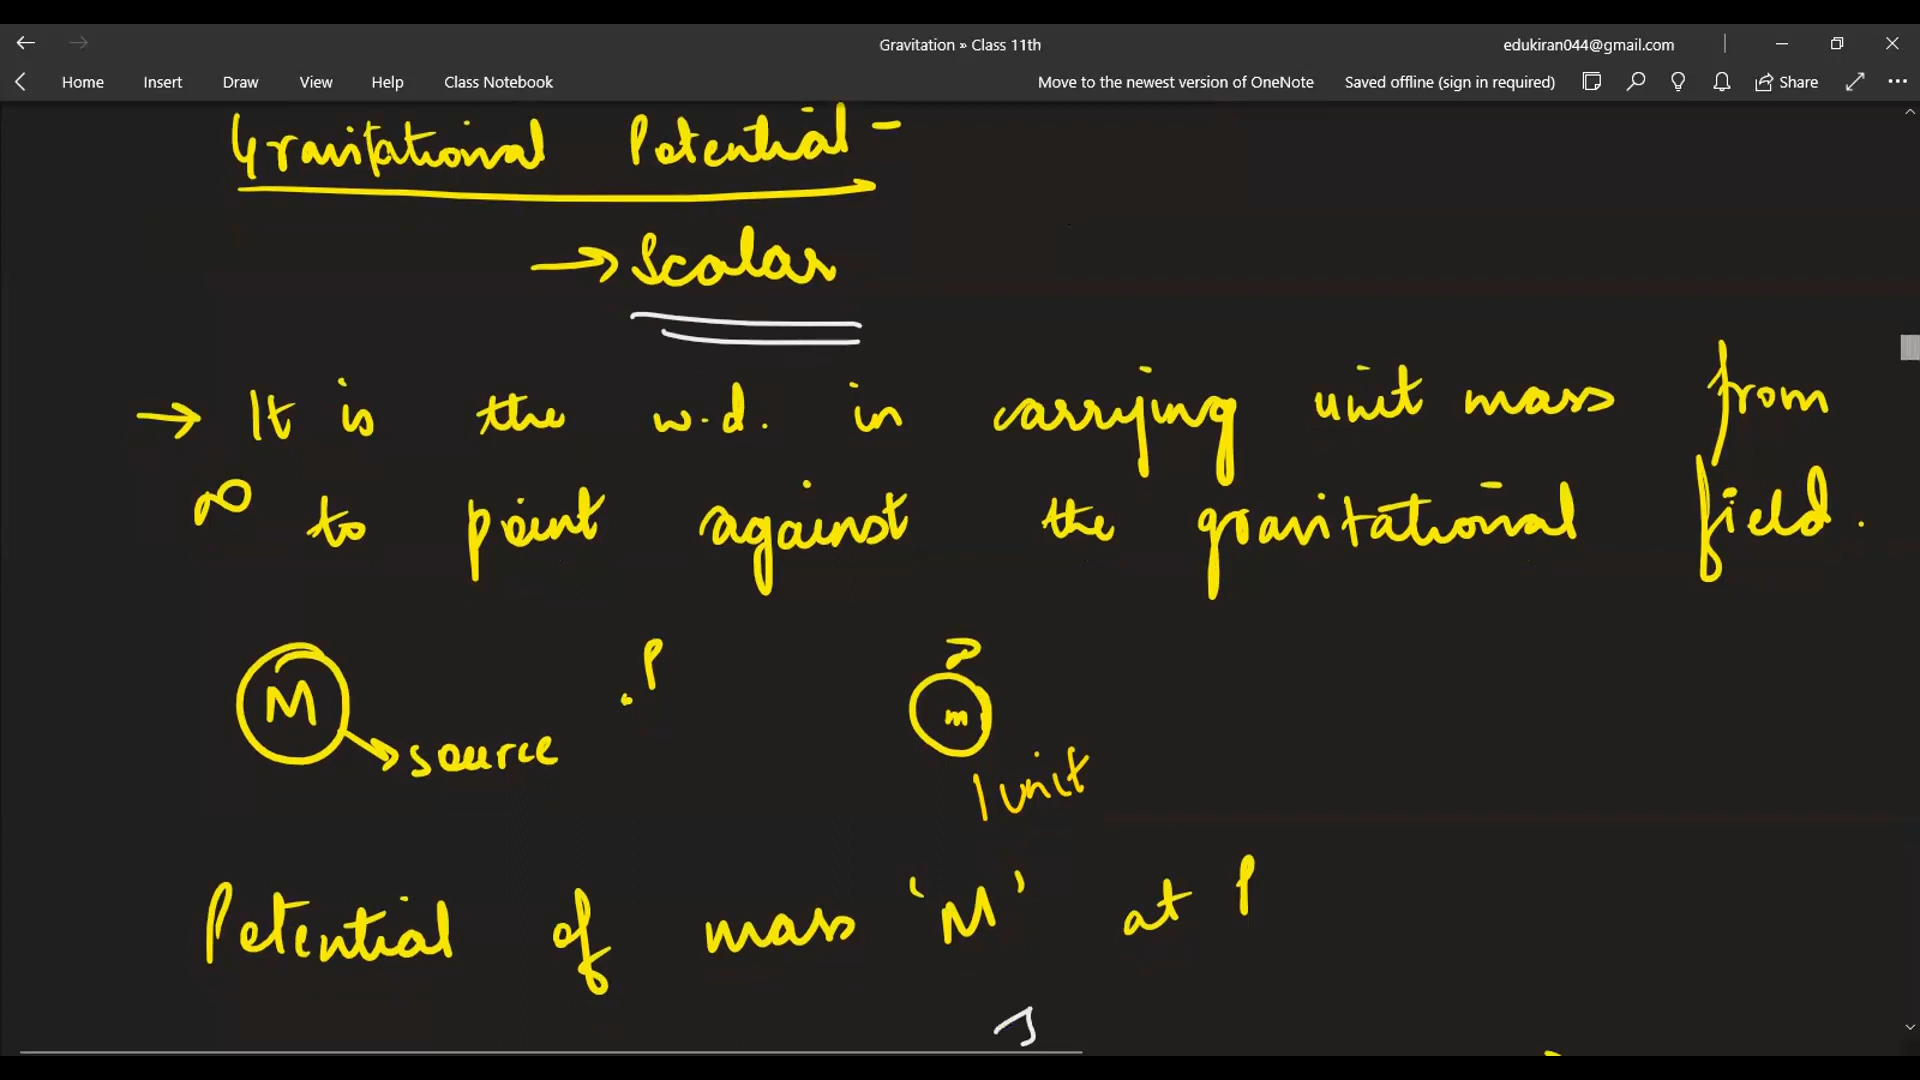 Gravitation » Class 11th
edukiran044@gmail.com
Home Insert Draw View Help Class Notebook
Move to the newest version of OneNote Saved offline (sign in required) Share
Gravitational Potential -
→ Scalar
→ It is the w.d. in carrying unit mass from
∞ to point against the gravitational field.
M .P m
→ source
1 unit
Potential of mass 'M' at P